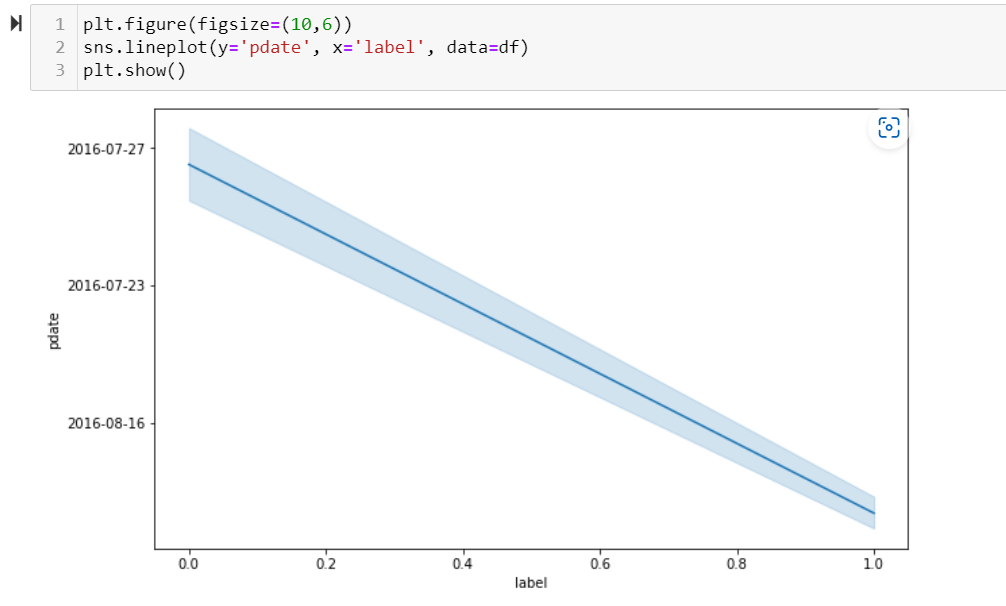 1 plt.figure(figsize=(10,6))
2 sns.lineplot(y='pdate', x='label', data=df)
3 plt.show()
2016-07-27
2016-07-23
2016-08-16
pdate
0.0 0.2 0.4 0.6 0.8 1.0
label